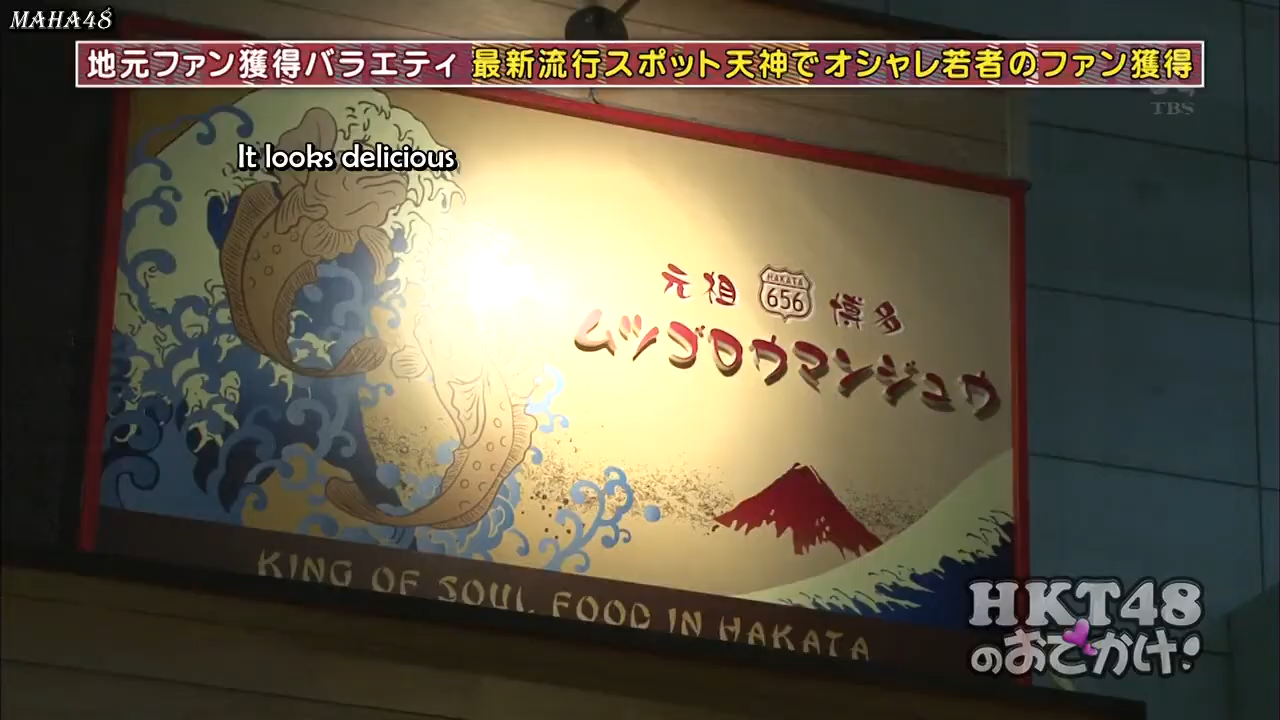 MAHA48
地元ファン獲得バラエティ 最新流行スポット天神でオシャレ若者のファン獲得
TBS
It looks delicious
元祖 HAKATA 656 博多
ムツゴロウマンジュウ
KING OF SOUL FOOD IN HAKATA
HKT48
のおでかけ!